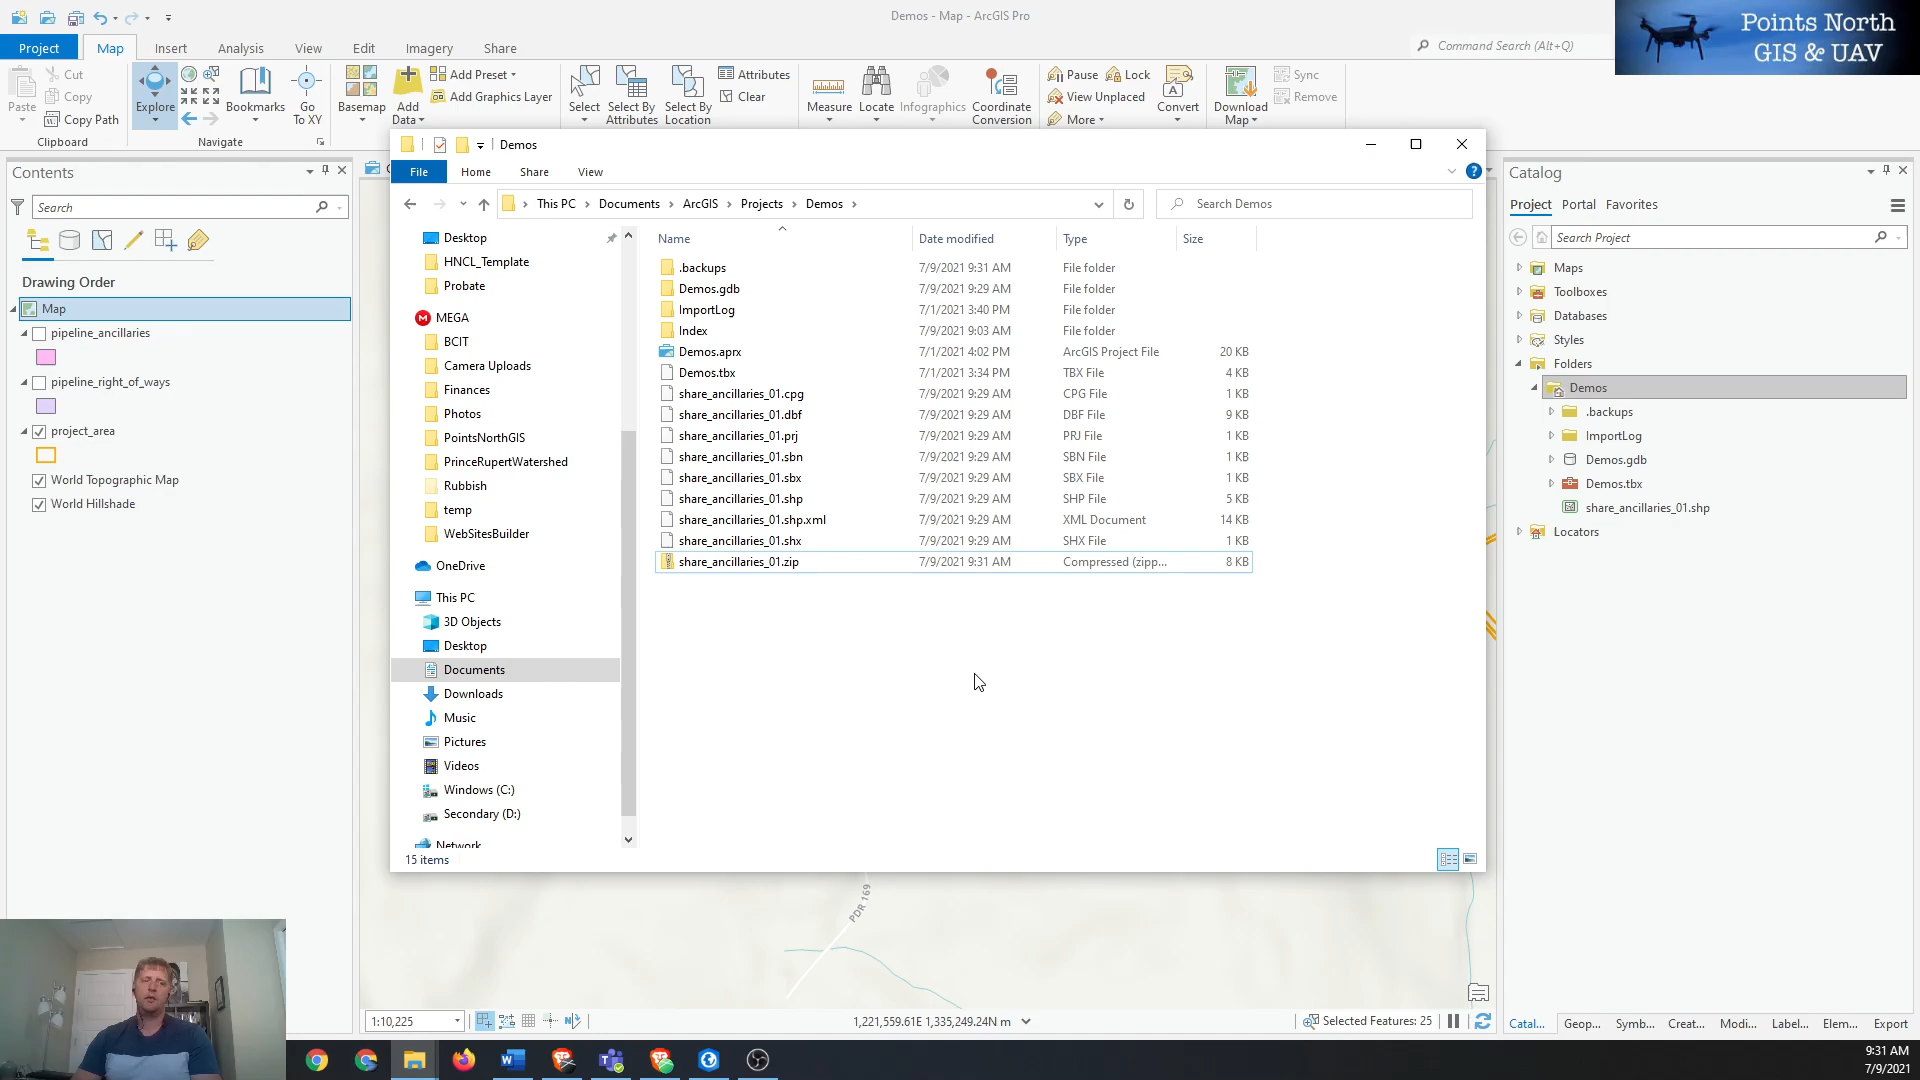 Demos - Map - ArcGIS Pro
Points North
GIS & UAV
Project
Map
Insert
Analysis
View
Edit
Imagery
Share
Command Search (Alt+Q)
Paste
Cut
Copy
Copy Path
Clipboard
Explore
Bookmarks
Go
To XY
Navigate
Basemap
Add
Data
Add Preset
Add Graphics Layer
Select
Select By
Attributes
Select By
Location
Attributes
Clear
Measure
Locate
Infographics
Coordinate
Conversion
Pause
Lock
View Unplaced
More
Convert
Download
Map
Sync
Remove
Contents
Search
Drawing Order
Map
pipeline_ancillaries
pipeline_right_of_ways
project_area
World Topographic Map
World Hillshade
Demos
File
Home
Share
View
This PC
Documents
ArcGIS
Projects
Demos
Search Demos
Desktop
HNCL_Template
Probate
MEGA
BCIT
Camera Uploads
Finances
Photos
PointsNorthGIS
PrinceRupertWatershed
Rubbish
temp
WebSitesBuilder
OneDrive
This PC
3D Objects
Desktop
Documents
Downloads
Music
Pictures
Videos
Windows (C:)
Secondary (D:)
Network
Name Date modified Type Size
.backups 7/9/2021 9:31 AM File folder
Demos.gdb 7/9/2021 9:29 AM File folder
ImportLog 7/1/2021 3:40 PM File folder
Index 7/9/2021 9:03 AM File folder
Demos.aprx 7/1/2021 4:02 PM ArcGIS Project File 20 KB
Demos.tbx 7/1/2021 3:34 PM TBX File 4 KB
share_ancillaries_01.cpg 7/9/2021 9:29 AM CPG File 1 KB
share_ancillaries_01.dbf 7/9/2021 9:29 AM DBF File 9 KB
share_ancillaries_01.prj 7/9/2021 9:29 AM PRJ File 1 KB
share_ancillaries_01.sbn 7/9/2021 9:29 AM SBN File 1 KB
share_ancillaries_01.sbx 7/9/2021 9:29 AM SBX File 1 KB
share_ancillaries_01.shp 7/9/2021 9:29 AM SHP File 5 KB
share_ancillaries_01.shp.xml 7/9/2021 9:29 AM XML Document 14 KB
share_ancillaries_01.shx 7/9/2021 9:29 AM SHX File 1 KB
share_ancillaries_01.zip 7/9/2021 9:31 AM Compressed (zipp... 8 KB
15 items
PDR 169
1:10,225
1,221,559.61E 1,335,249.24N m
Selected Features: 25
Catalog
Project
Portal
Favorites
Search Project
Maps
Toolboxes
Databases
Styles
Folders
Demos
.backups
ImportLog
Demos.gdb
Demos.tbx
share_ancillaries_01.shp
Locators
Catal...
Geop...
Symb...
Creat...
Modi...
Label...
Elem...
Export
9:31 AM
7/9/2021